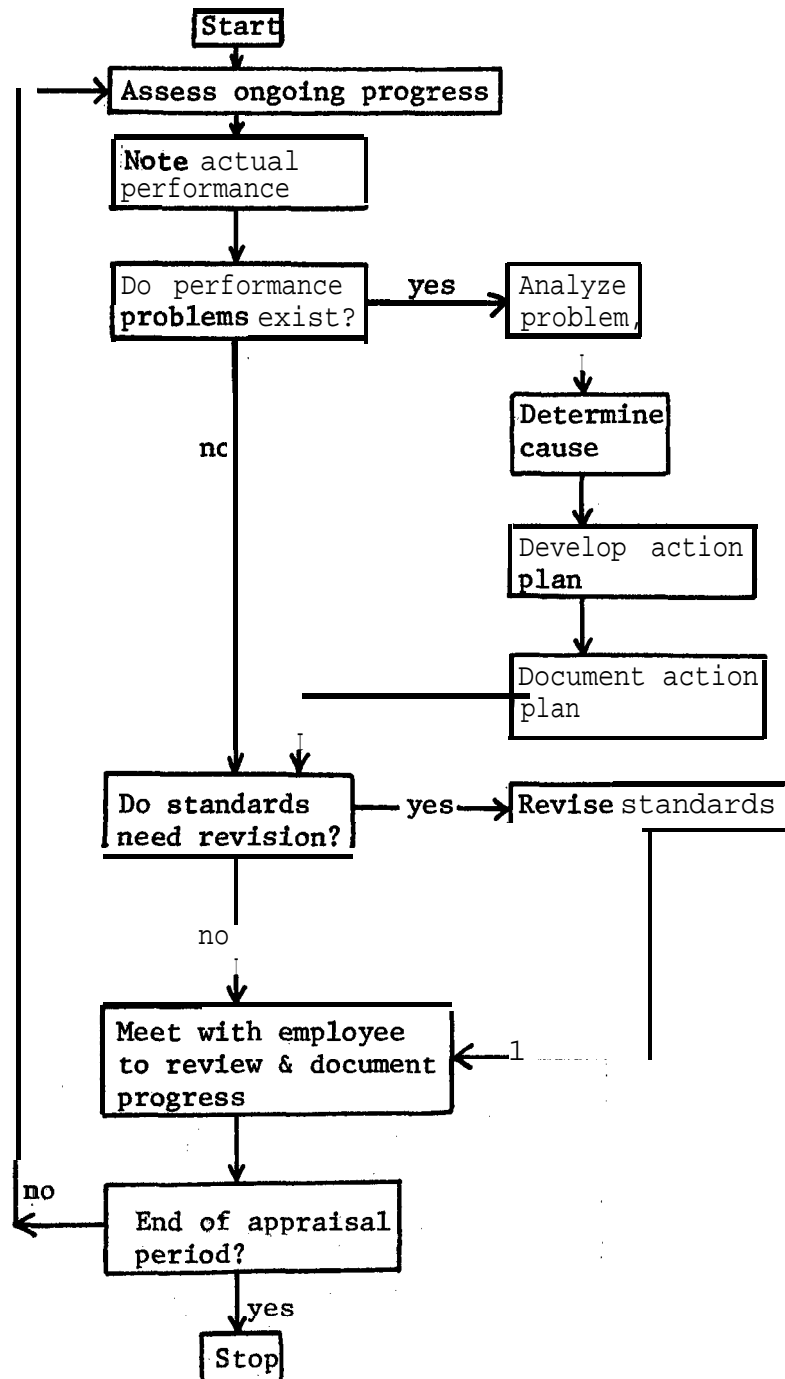 Start
Assess ongoing progress
Note actual
performance
Do performance
problems exist?
yes
Analyze
problem,
no
Determine
cause
Develop action
plan
Document action
plan
Do standards
need revision?
yes
Revise standards
no
Meet with employee
to review & document
progress
1
no
End of appraisal
period?
yes
Stop